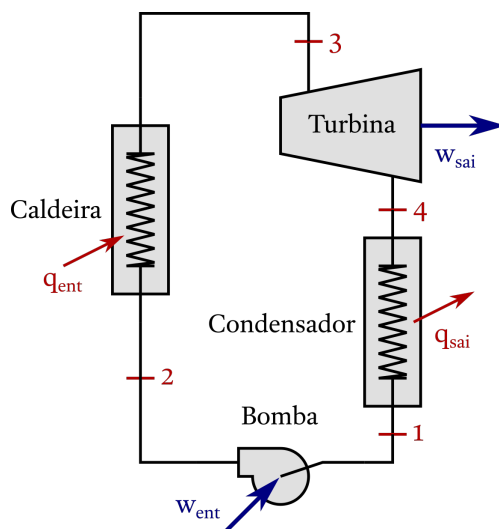 3
Turbina
w_sai
Caldeira
4
q_ent
Condensador
q_sai
2
Bomba
1
w_ent